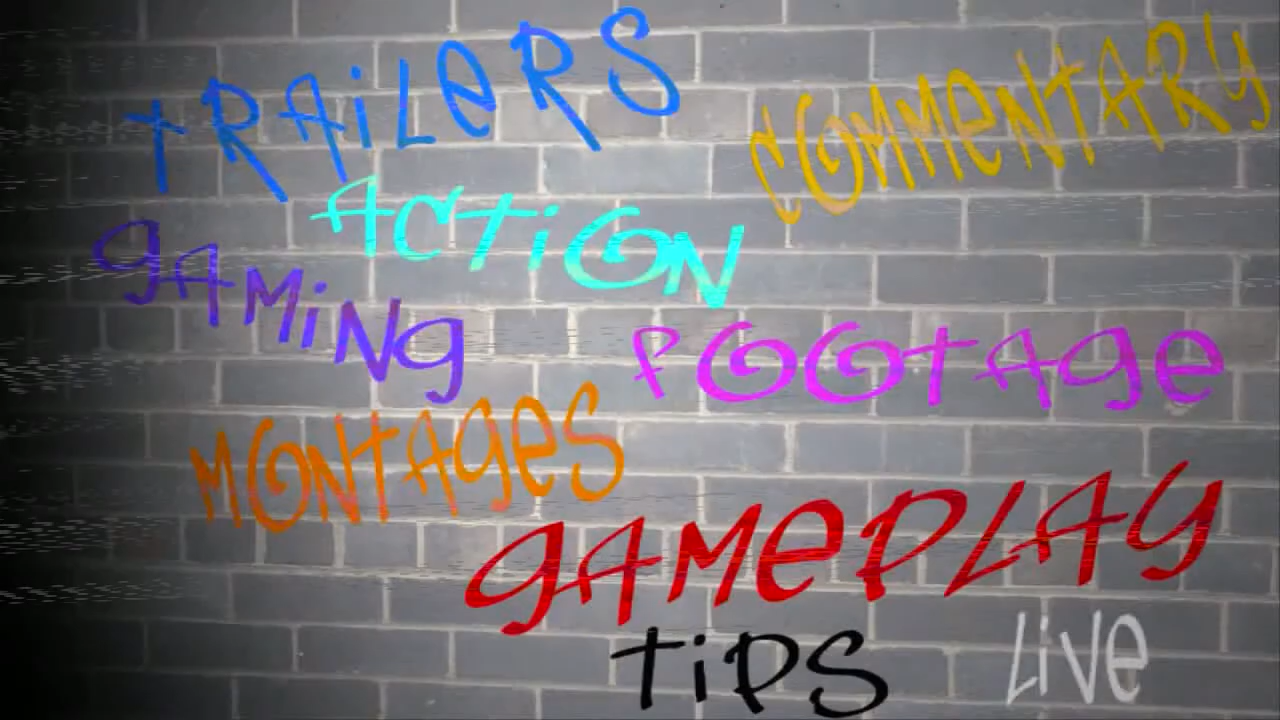 TRAiLeRS
COMMeNTARY
ACTiON
gAMiNg
FOOTAge
MONTAgeS
gAMePLAY
TiPS
LiVe